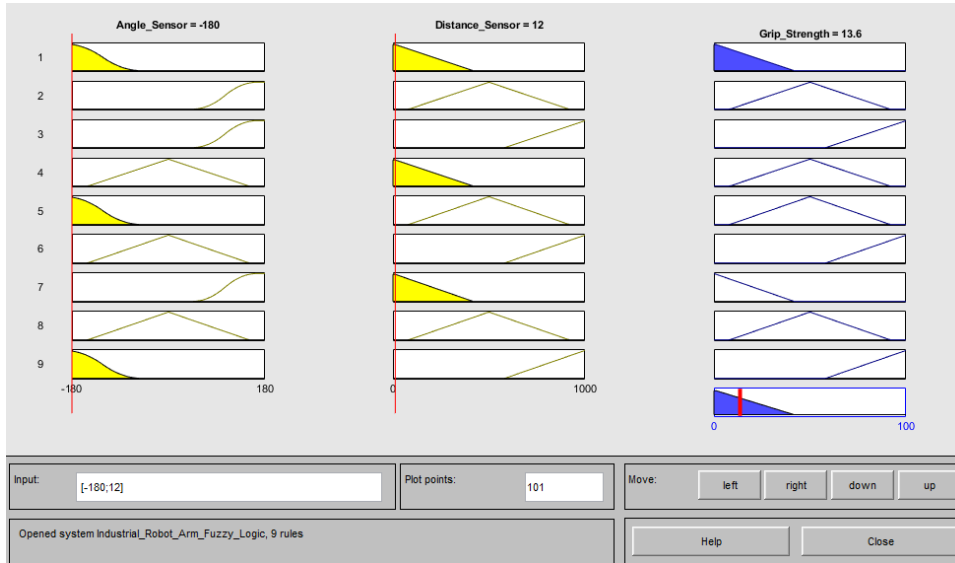 Angle_Sensor = -180
Distance_Sensor = 12
Grip_Strength = 13.6
1
2
3
4
5
6
7
8
9
-180
180
0
1000
0
100
Input:
[-180;12]
Plot points:
101
Move:
left
right
down
up
Opened system Industrial_Robot_Arm_Fuzzy_Logic, 9 rules
Help
Close